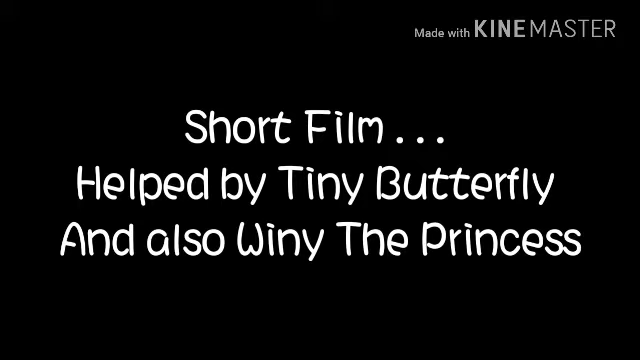 Made with KINEMASTER
Short Film . . .
Helped by Tiny Butterfly
And also Winy The Princess